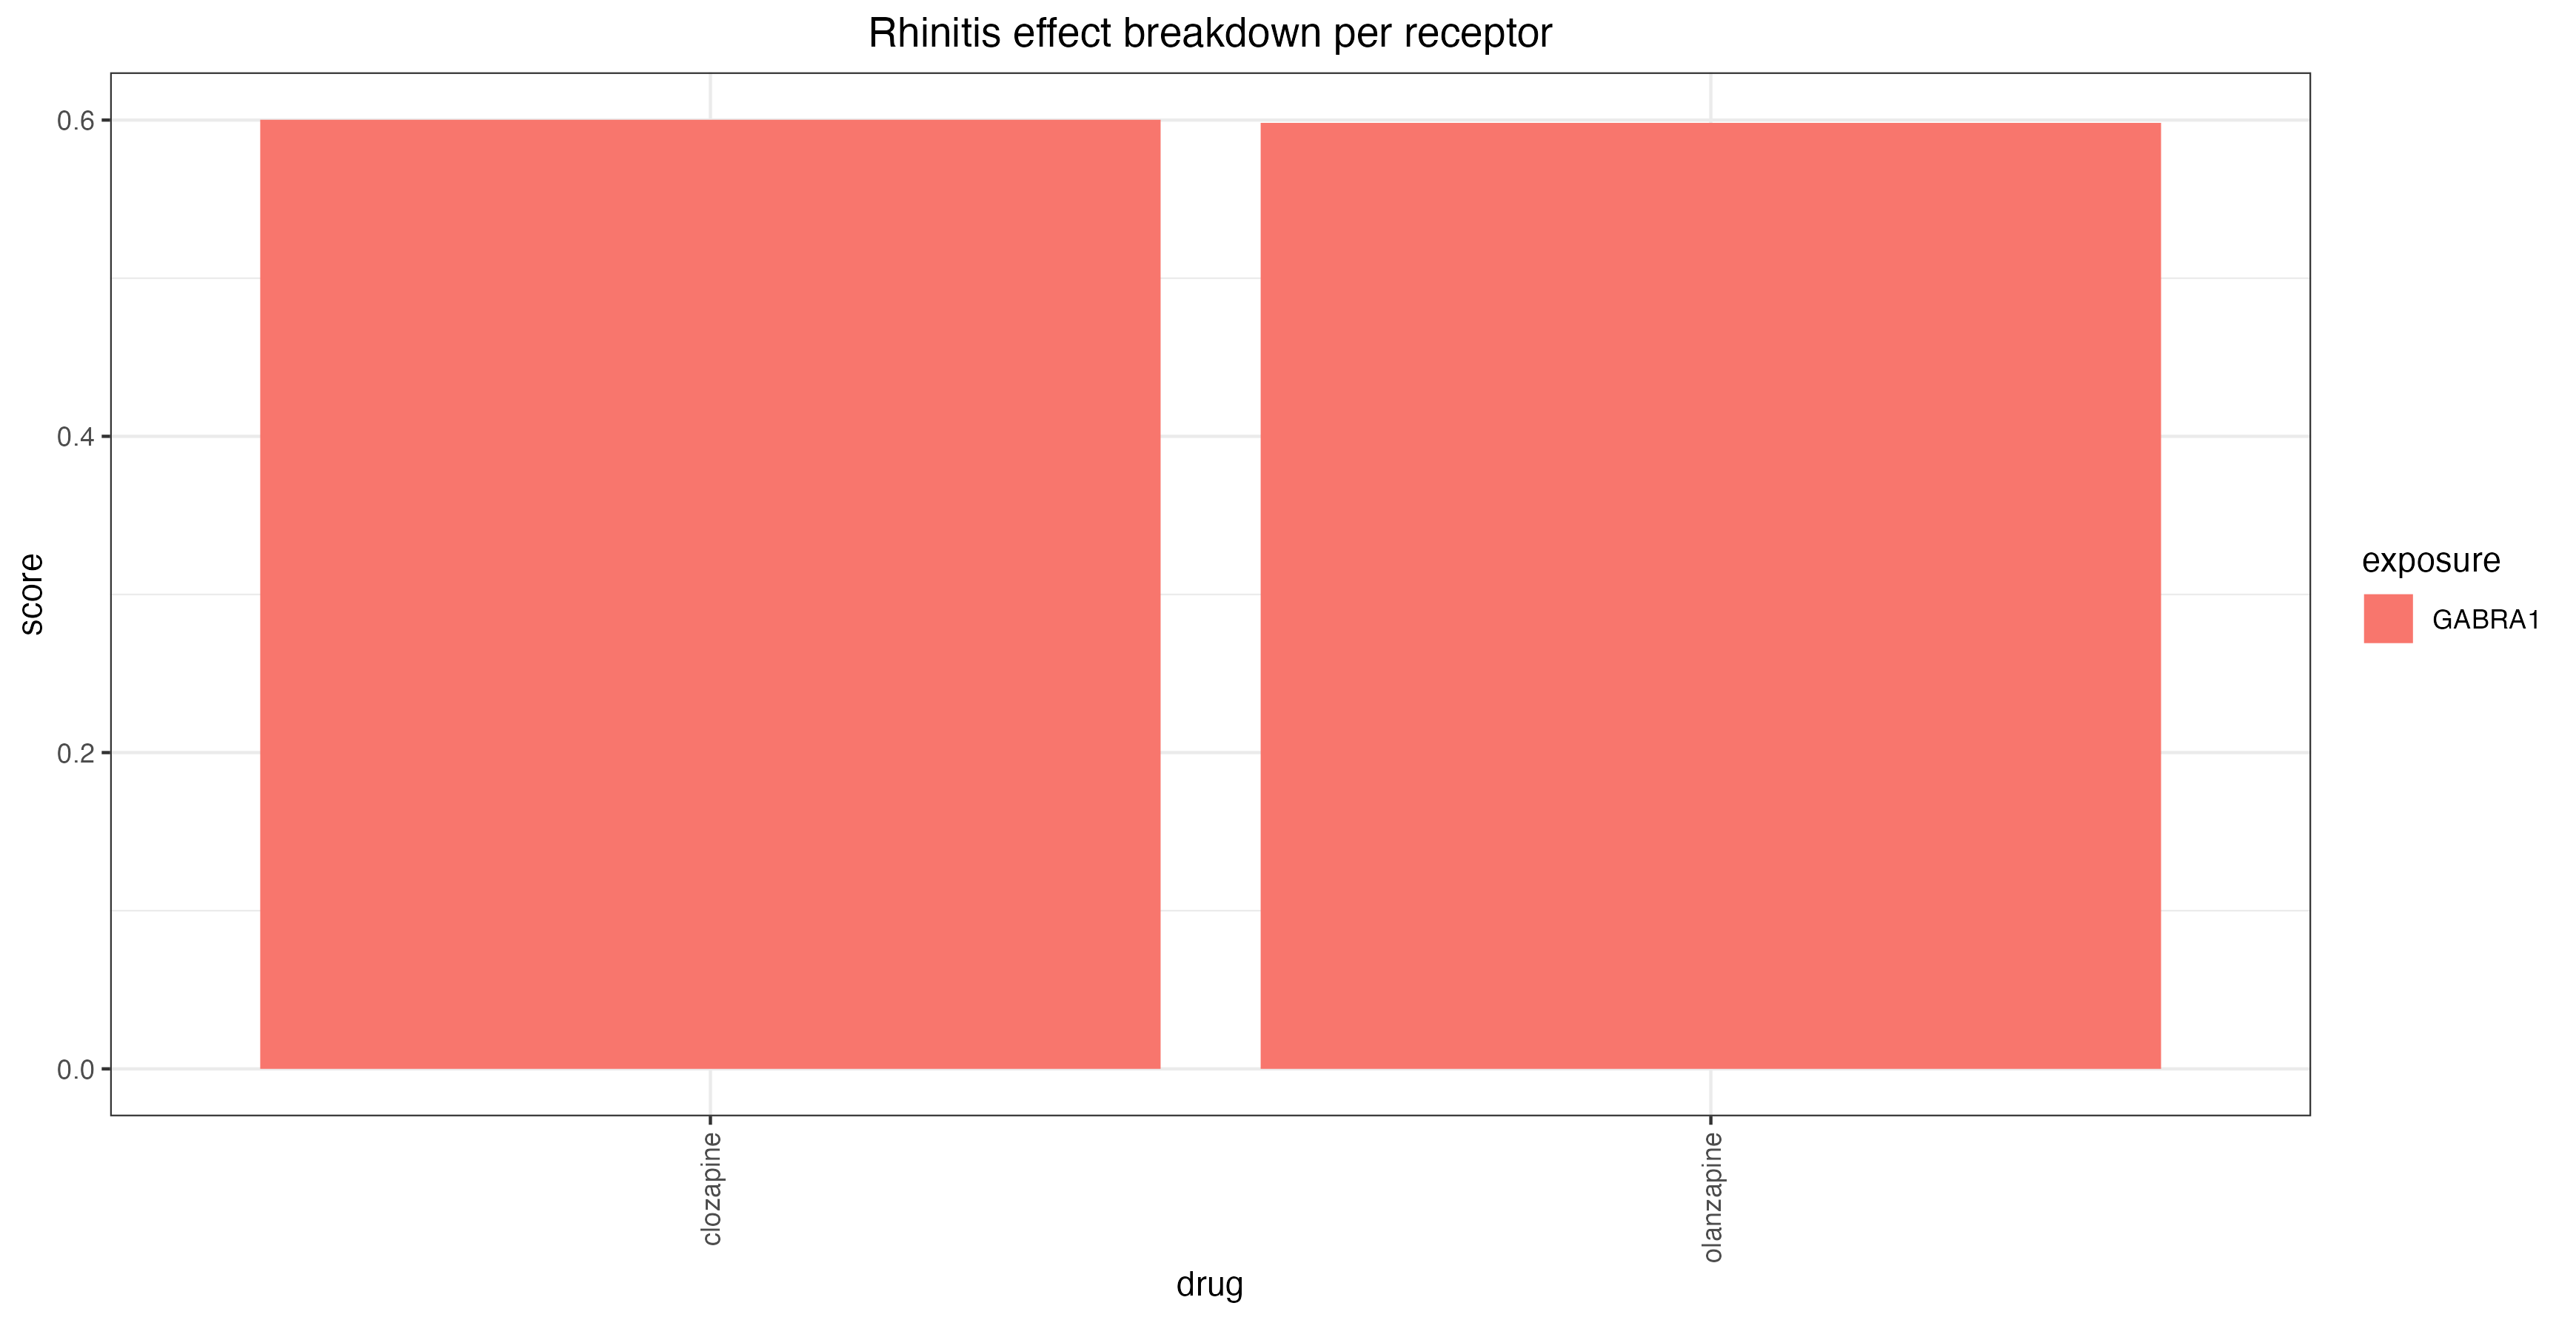 Rhinitis effect breakdown per receptor
score
0.6
0.4
0.2
0.0
clozapine
olanzapine
drug
exposure
GABRA1